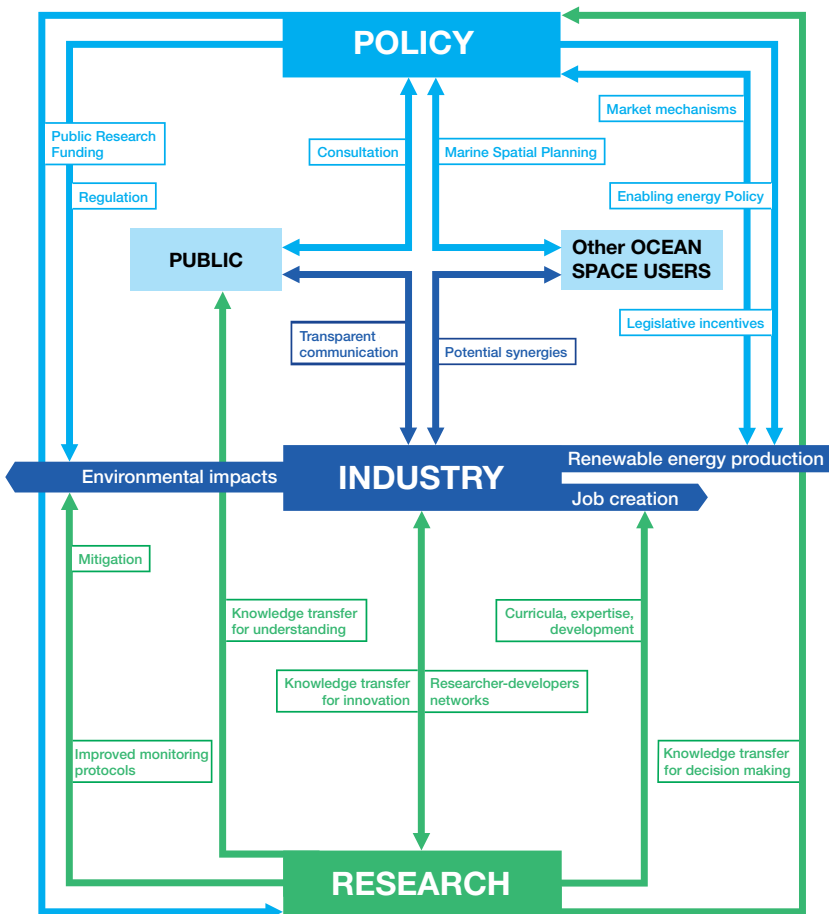 POLICY
Market mechanisms
Public Research
Funding
Consultation
Marine Spatial Planning
Regulation
Enabling energy Policy
PUBLIC
Other OCEAN
SPACE USERS
Legislative incentives
Transparent
communication
Potential synergies
Environmental impacts
INDUSTRY
Renewable energy production
Job creation
Mitigation
Knowledge transfer
for understanding
Curricula, expertise,
development
Knowledge transfer
for innovation
Researcher-developers
networks
Improved monitoring
protocols
Knowledge transfer
for decision making
RESEARCH